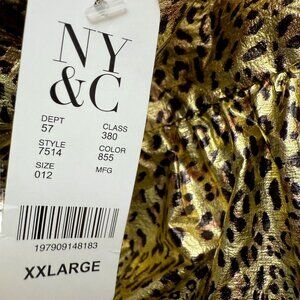 NY
&C
DEPT CLASS
57 380
STYLE COLOR
7514 855
SIZE MFG
012
197909148183
XXLARGE